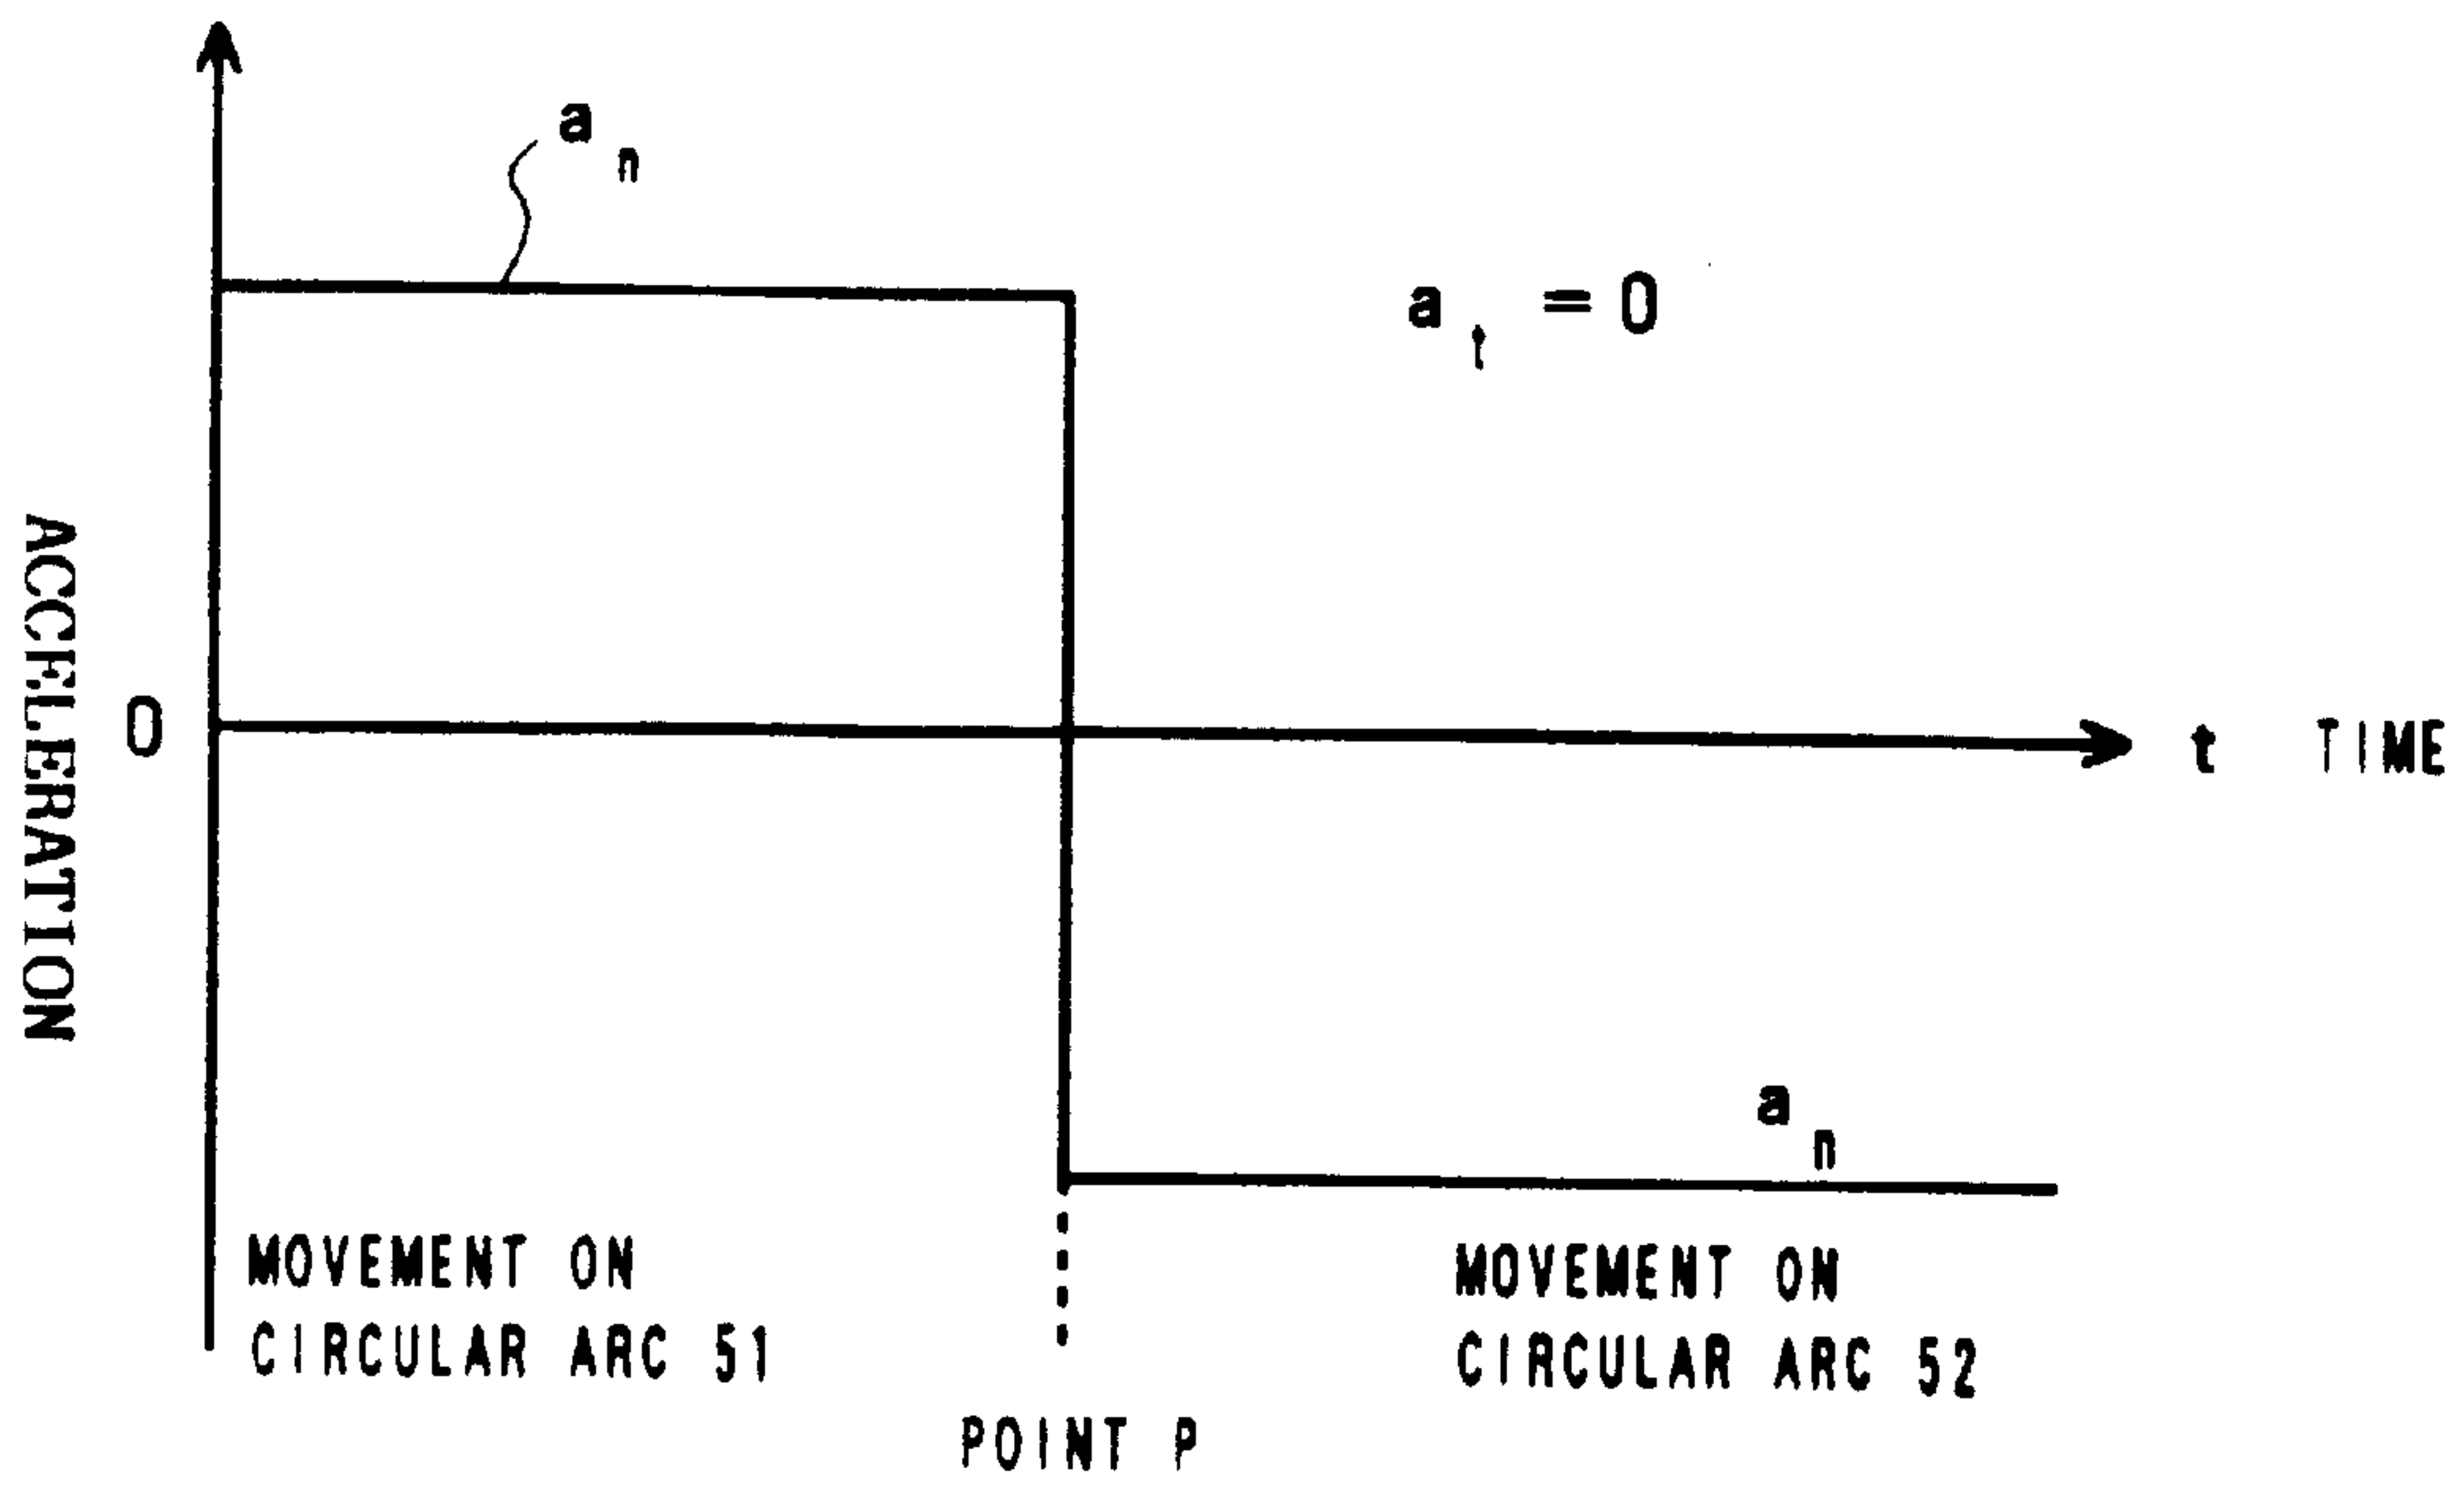 a n
a t = 0
ACCELERATION
0
t TIME
a n
MOVEMENT ON
CIRCULAR ARC 51
MOVEMENT ON
CIRCULAR ARC 52
POINT P